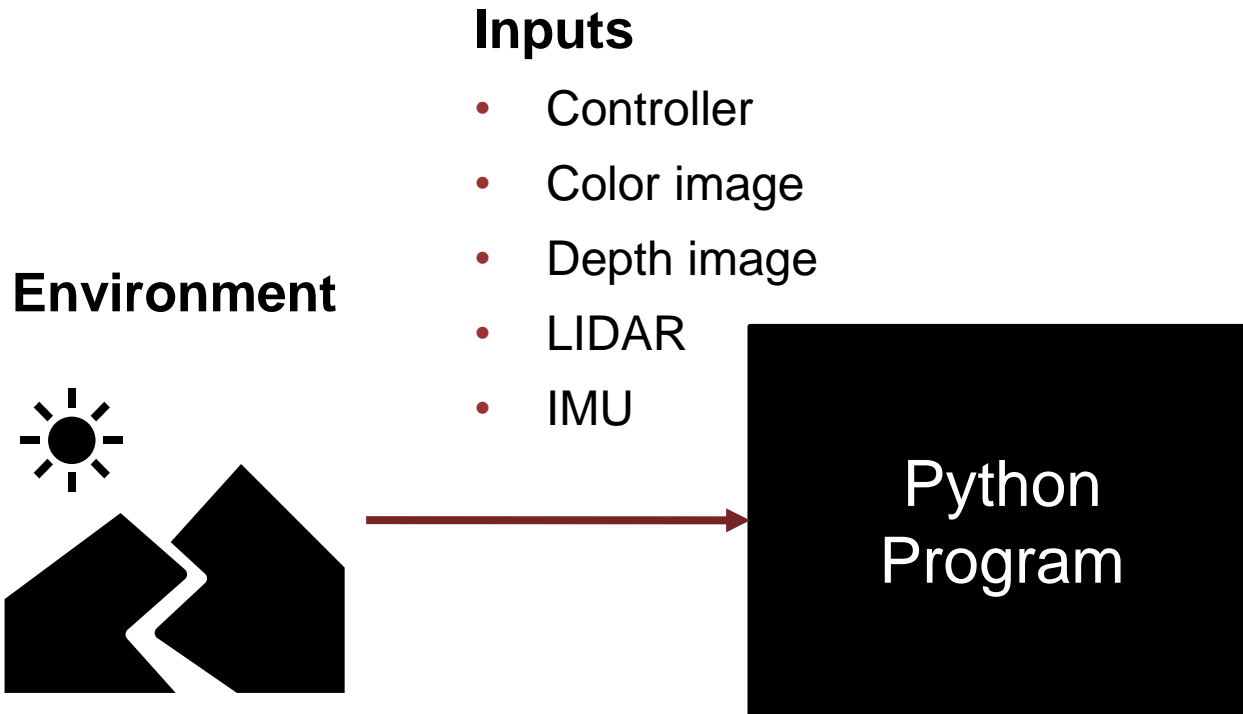 Inputs
• Controller
• Color image
• Depth image
• LIDAR
• IMU
Environment
Python
Program